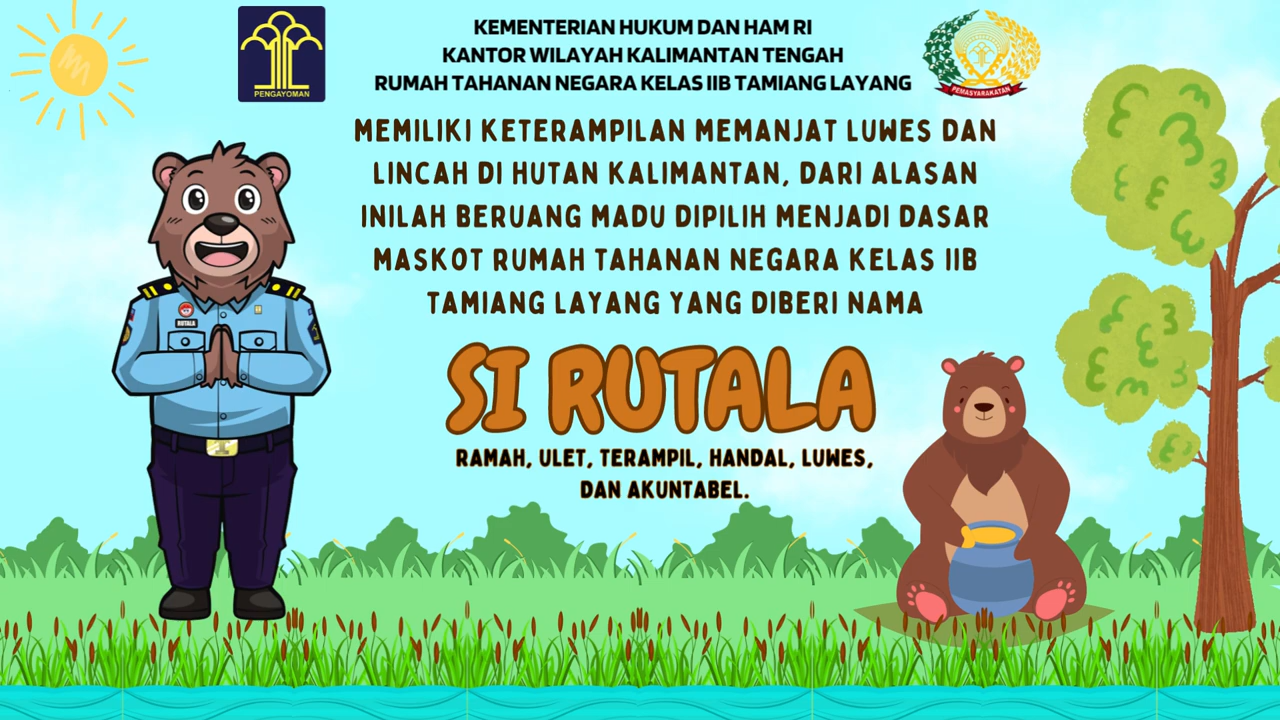 KEMENTERIAN HUKUM DAN HAM RI
KANTOR WILAYAH KALIMANTAN TENGAH
RUMAH TAHANAN NEGARA KELAS IIB TAMIANG LAYANG
PENGAYOMAN
PEMASYARAKATAN
MEMILIKI KETERAMPILAN MEMANJAT LUWES DAN
LINCAH DI HUTAN KALIMANTAN, DARI ALASAN
INILAH BERUANG MADU DIPILIH MENJADI DASAR
MASKOT RUMAH TAHANAN NEGARA KELAS IIB
TAMIANG LAYANG YANG DIBERI NAMA
RUTALA
SI RUTALA
RAMAH, ULET, TERAMPIL, HANDAL, LUWES,
DAN AKUNTABEL.